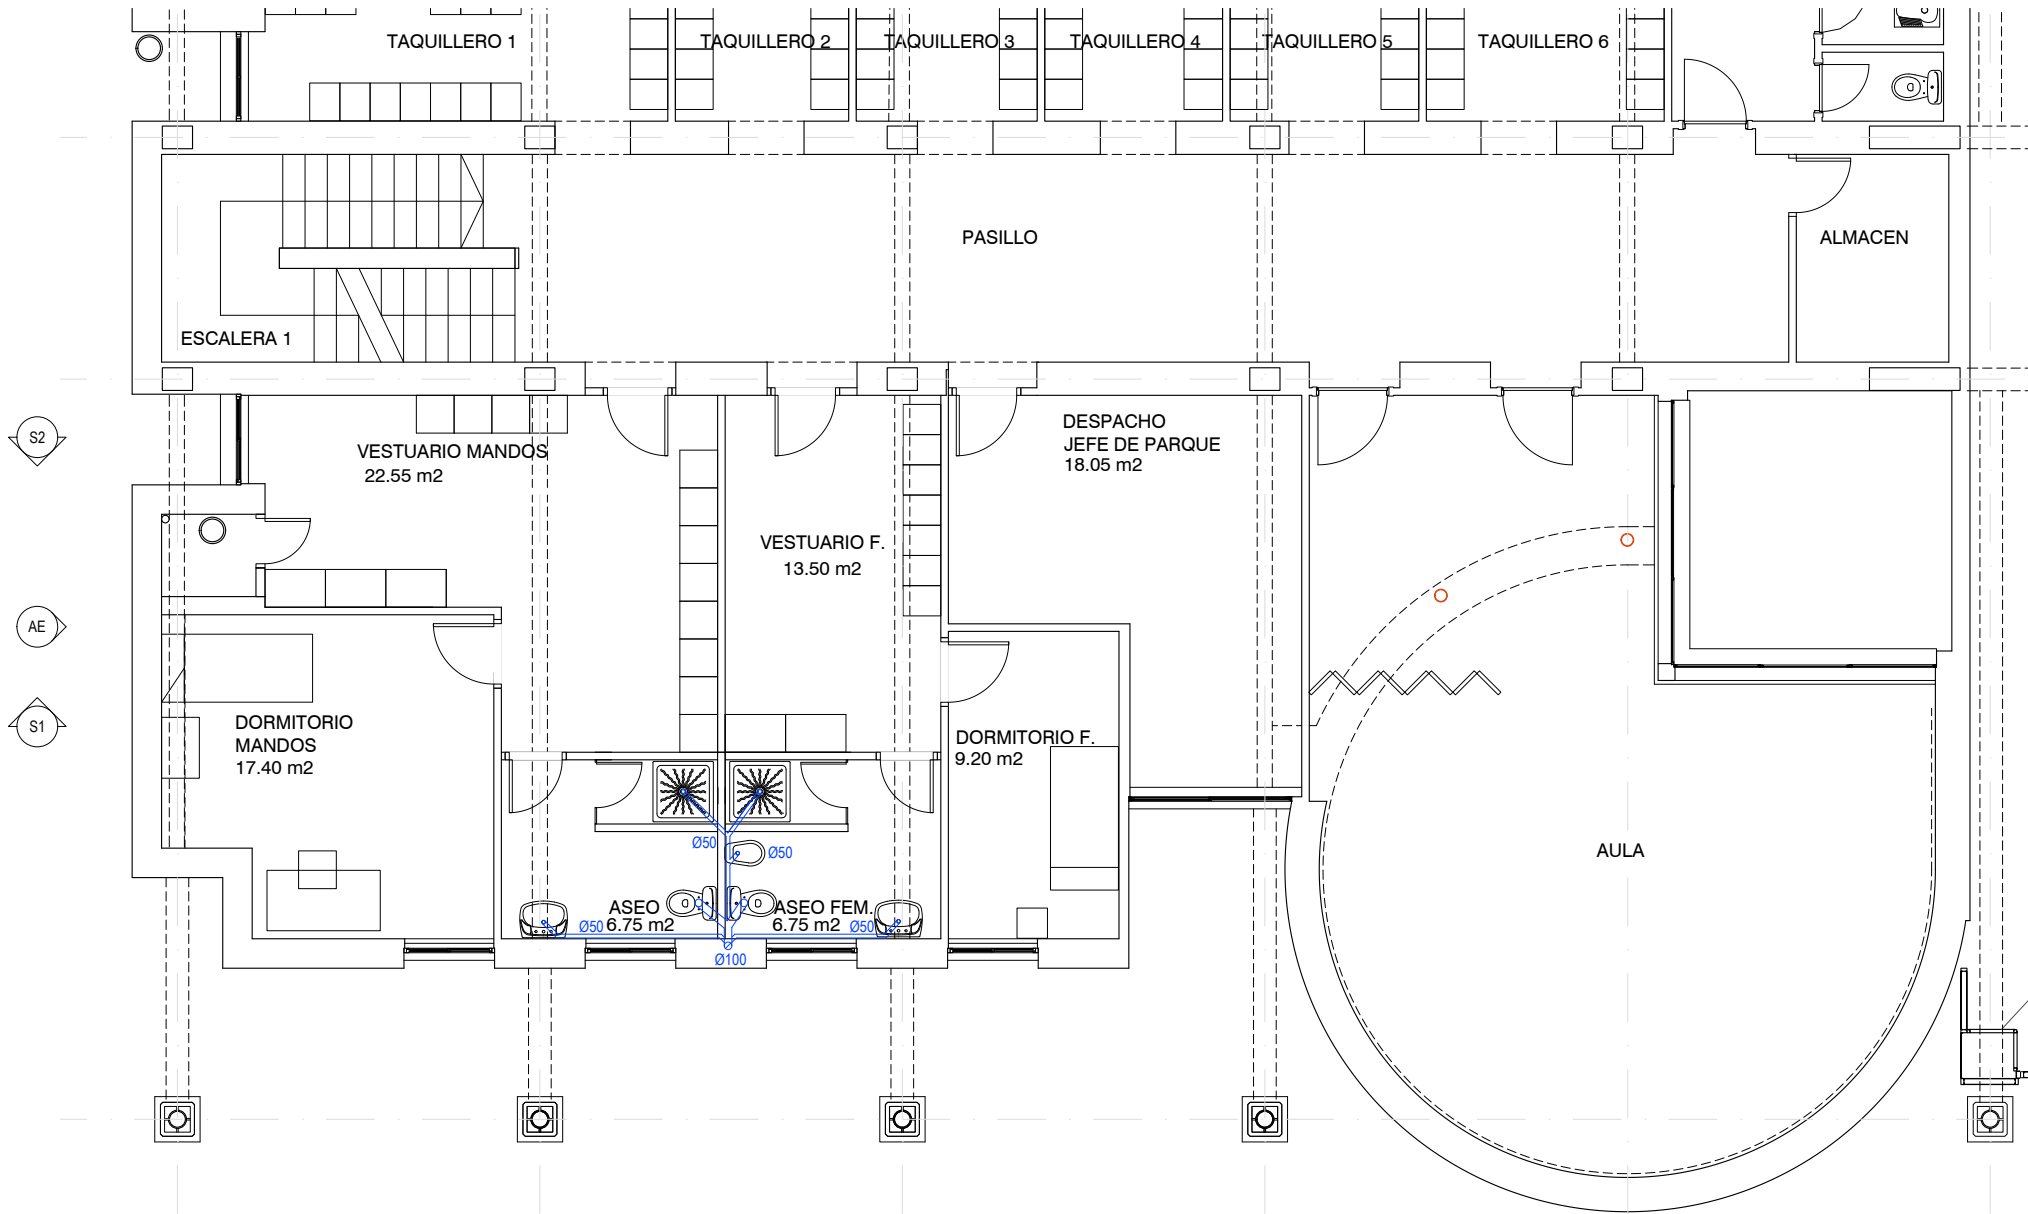 TAQUILLERO 1
TAQUILLERO 2
TAQUILLERO 3
TAQUILLERO 4
TAQUILLERO 5
TAQUILLERO 6
PASILLO
ALMACEN
ESCALERA 1
S2
VESTUARIO MANDOS
22.55 m2
DESPACHO
JEFE DE PARQUE
18.05 m2
VESTUARIO F.
13.50 m2
AE
S1
DORMITORIO
MANDOS
17.40 m2
DORMITORIO F.
9.20 m2
Ø50
Ø50
AULA
ASEO
6.75 m2
Ø50
ASEO FEM.
6.75 m2
Ø50
Ø100